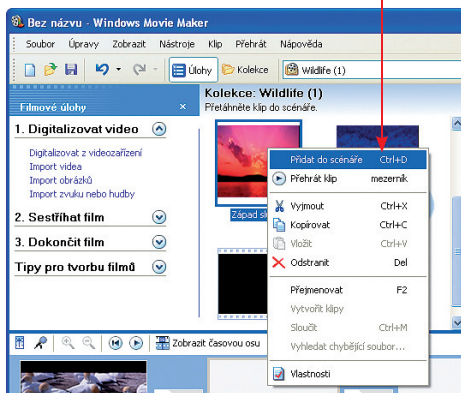 Bez názvu - Windows Movie Maker
Soubor Úpravy Zobrazit Nástroje Klip Přehrát Nápověda
Úlohy Kolekce Wildlife (1)
Filmové úlohy
1. Digitalizovat video
Digitalizovat z videozařízení
Import videa
Import obrázků
Import zvuku nebo hudby
2. Sestříhat film
3. Dokončit film
Tipy pro tvorbu filmů
Kolekce: Wildlife (1)
Přetáhněte klip do scénáře.
Západ
Přidat do scénáře Ctrl+D
Přehrát klip mezerník
Vyjmout Ctrl+X
Kopírovat Ctrl+C
Vložit Ctrl+V
Odstranit Del
Přejmenovat F2
Vytvořit klipy
Sloučit Ctrl+M
Vyhledat chybějící soubor...
Vlastnosti
Zobrazit časovou osu